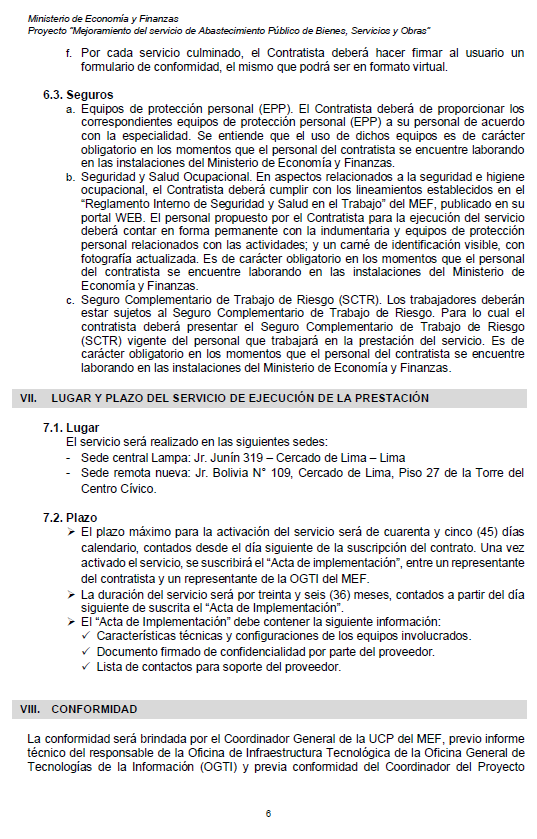 Ministerio de Economía y Finanzas
Proyecto "Mejoramiento del servicio de Abastecimiento Público de Bienes, Servicios y Obras"
f. Por cada servicio culminado, el Contratista deberá hacer firmar al usuario un
formulario de conformidad, el mismo que podrá ser en formato virtual.
6.3. Seguros
a. Equipos de protección personal (EPP). El Contratista deberá de proporcionar los
correspondientes equipos de protección personal (EPP) a su personal de acuerdo
con la especialidad. Se entiende que el uso de dichos equipos es de carácter
obligatorio en los momentos que el personal del contratista se encuentre laborando
en las instalaciones del Ministerio de Economía y Finanzas.
b. Seguridad y Salud Ocupacional. En aspectos relacionados a la seguridad e higiene
ocupacional, el Contratista deberá cumplir con los lineamientos establecidos en el
"Reglamento Interno de Seguridad y Salud en el Trabajo" del MEF, publicado en su
portal WEB. El personal propuesto por el Contratista para la ejecución del servicio
deberá contar en forma permanente con la indumentaria y equipos de protección
personal relacionados con las actividades; y un carné de identificación visible, con
fotografía actualizada. Es de carácter obligatorio en los momentos que el personal
del contratista se encuentre laborando en las instalaciones del Ministerio de
Economía y Finanzas.
c. Seguro Complementario de Trabajo de Riesgo (SCTR). Los trabajadores deberán
estar sujetos al Seguro Complementario de Trabajo de Riesgo. Para lo cual el
contratista deberá presentar el Seguro Complementario de Trabajo de Riesgo
(SCTR) vigente del personal que trabajará en la prestación del servicio. Es de
carácter obligatorio en los momentos que el personal del contratista se encuentre
laborando en las instalaciones del Ministerio de Economía y Finanzas.
VII. LUGAR Y PLAZO DEL SERVICIO DE EJECUCIÓN DE LA PRESTACIÓN
7.1. Lugar
El servicio será realizado en las siguientes sedes:
- Sede central Lampa: Jr. Junín 319 – Cercado de Lima – Lima
- Sede remota nueva: Jr. Bolivia N° 109, Cercado de Lima, Piso 27 de la Torre del
Centro Cívico.
7.2. Plazo
➢ El plazo máximo para la activación del servicio será de cuarenta y cinco (45) días
calendario, contados desde el día siguiente de la suscripción del contrato. Una vez
activado el servicio, se suscribirá el "Acta de implementación", entre un representante
del contratista y un representante de la OGTI del MEF.
➢ La duración del servicio será por treinta y seis (36) meses, contados a partir del día
siguiente de suscrita el "Acta de Implementación".
➢ El "Acta de Implementación" debe contener la siguiente información:
✓ Características técnicas y configuraciones de los equipos involucrados.
✓ Documento firmado de confidencialidad por parte del proveedor.
✓ Lista de contactos para soporte del proveedor.
VIII. CONFORMIDAD
La conformidad será brindada por el Coordinador General de la UCP del MEF, previo informe
técnico del responsable de la Oficina de Infraestructura Tecnológica de la Oficina General de
Tecnologías de la Información (OGTI) y previa conformidad del Coordinador del Proyecto
6